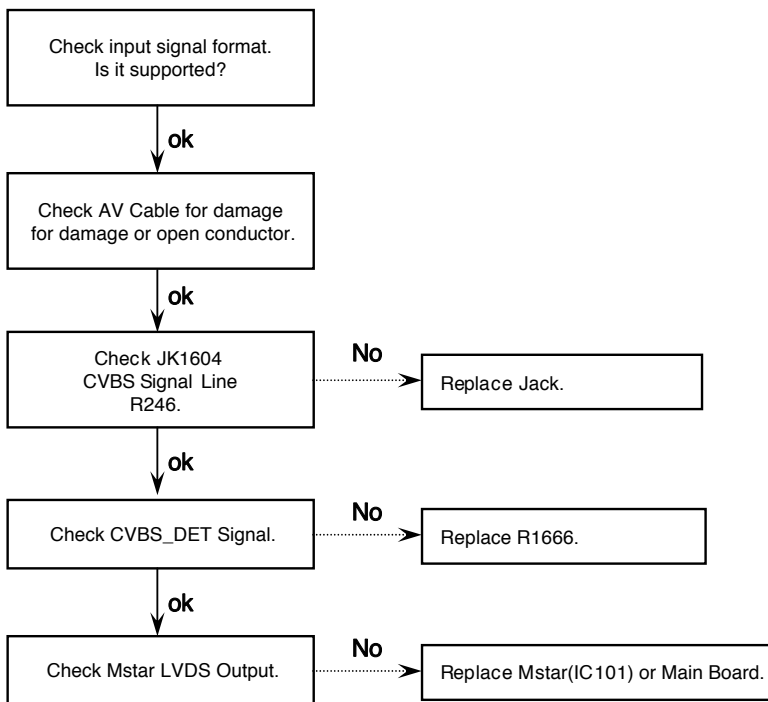 Check input signal format.
Is it supported?
ok
Check AV Cable for damage
for damage or open conductor.
ok
Check JK1604
CVBS Signal Line
R246.
No
Replace Jack.
ok
Check CVBS_DET Signal.
No
Replace R1666.
ok
Check Mstar LVDS Output.
No
Replace Mstar(IC101) or Main Board.